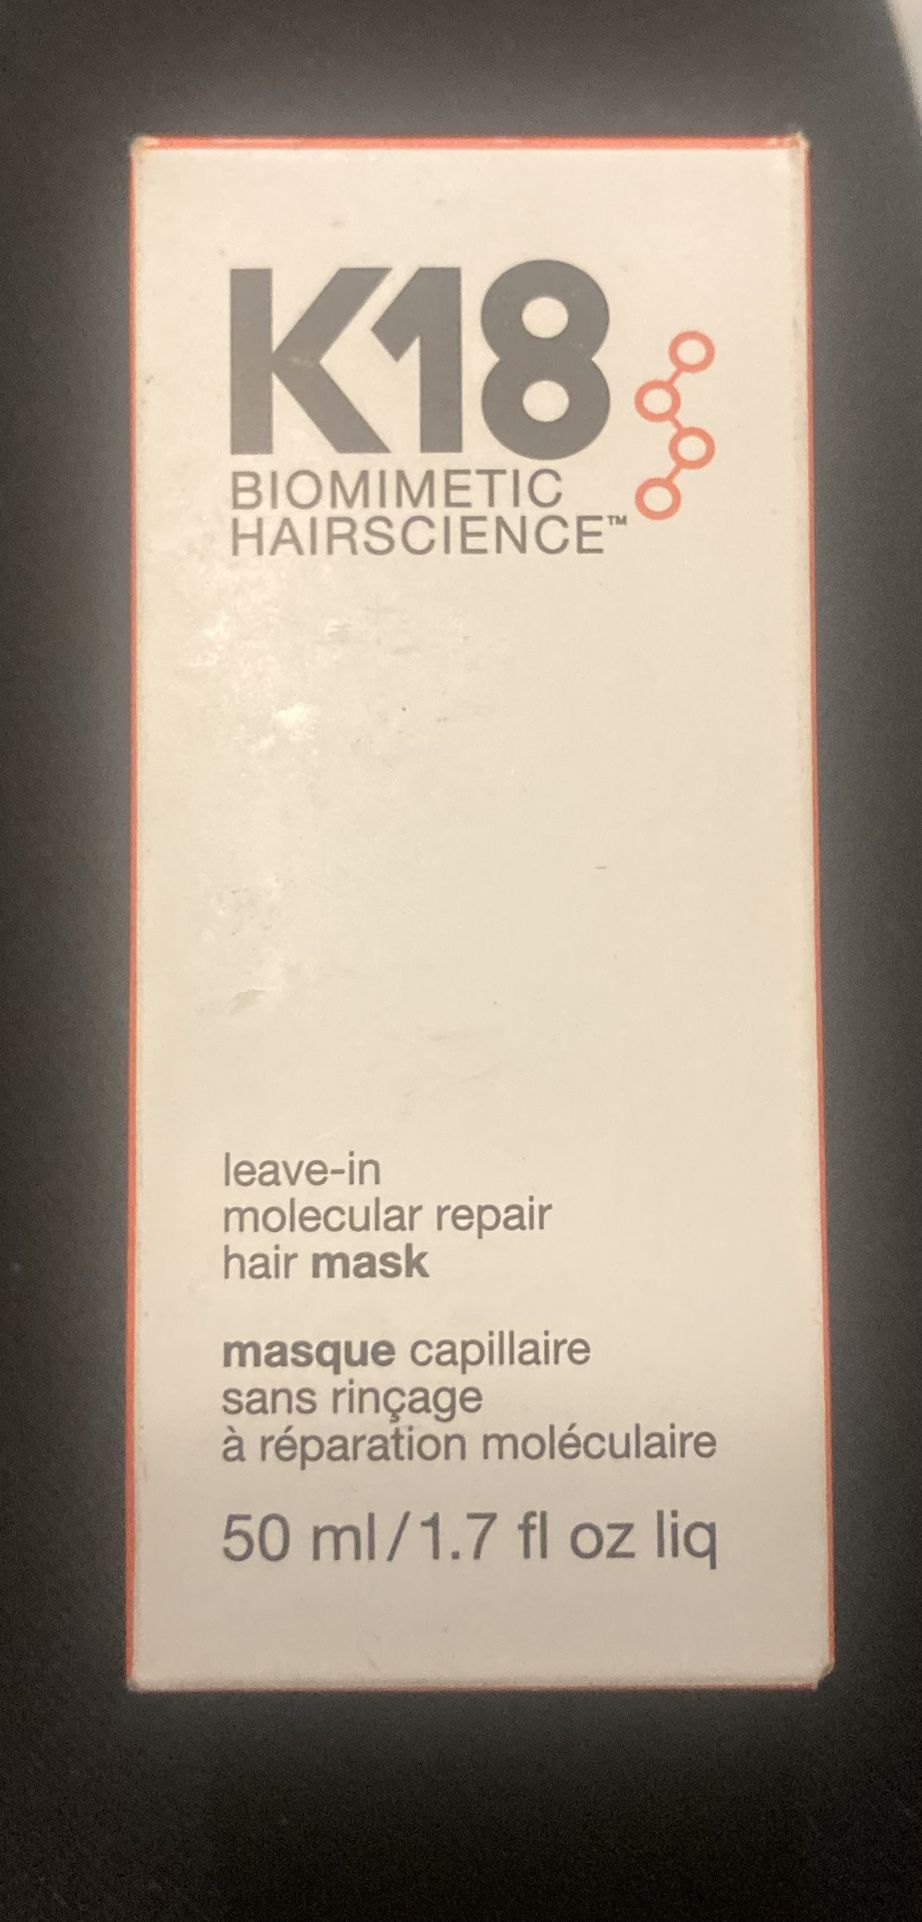 K18
BIOMIMETIC
HAIRSCIENCE™
leave-in
molecular repair
hair mask
masque capillaire
sans rinçage
à réparation moléculaire
50 ml/1.7 fl oz liq